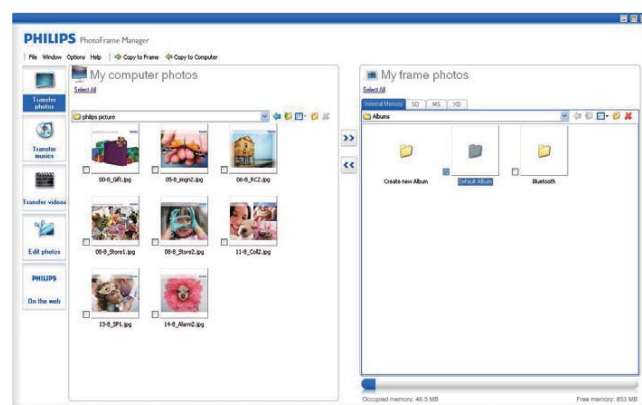 PHILIPS PhotoFrame Manager
File Window Options Help Copy to Frame Copy to Computer
Transfer photos
Transfer musics
Transfer videos
Edit photos
PHILIPS
On the web
My computer photos
Select All
philips picture
00-8_Gift.jpg 05-8_imgn2.jpg 06-8_RC2.jpg
08-8_Store1.jpg 08-8_Store2.jpg 11-8_Coll2.jpg
13-8_SP1.jpg 14-8_Alarm2.jpg
My frame photos
Select All
Internal Memory SD MS XD
Albums
Create new Album Default Album Bluetooth
Occupied memory: 46.5 MB Free memory: 853 MB